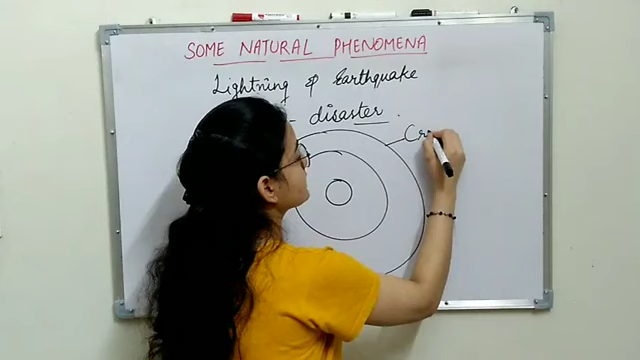 SOME NATURAL PHENOMENA
Lightning & Earthquake
- disaster.
Cr